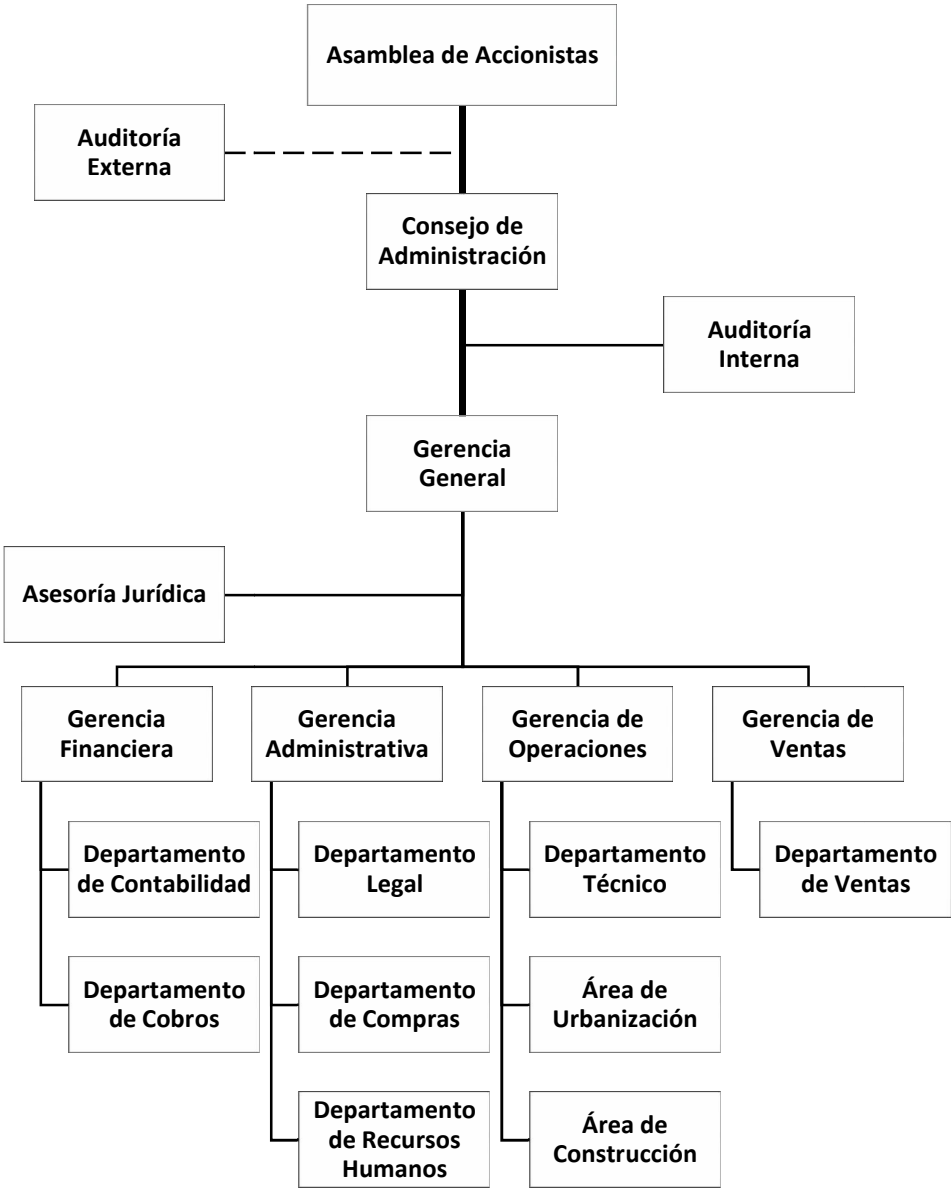 Asamblea de Accionistas
Auditoría
Externa
Consejo de
Administración
Auditoría
Interna
Gerencia
General
Asesoría Jurídica
Gerencia
Financiera
Gerencia
Administrativa
Gerencia de
Operaciones
Gerencia de
Ventas
Departamento
de Contabilidad
Departamento
Legal
Departamento
Técnico
Departamento
de Ventas
Departamento
de Cobros
Departamento
de Compras
Área de
Urbanización
Departamento
de Recursos
Humanos
Área de
Construcción